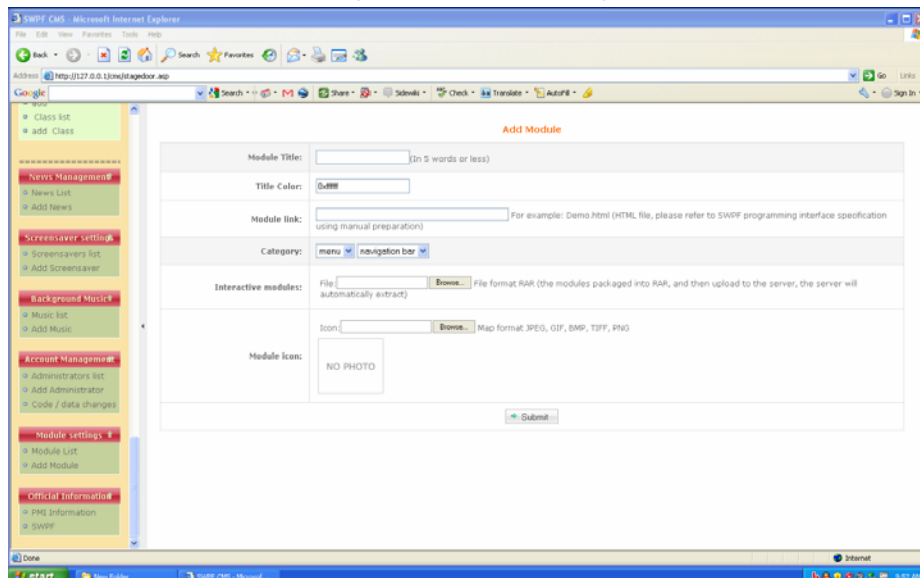 SWPF CMS - Microsoft Internet Explorer
File Edit View Favorites Tools Help
Back Search Favorites
Address http://127.0.0.1/cms/stagedoor.asp Go Links
Google Search Share Sidewiki Check Translate AutoFill Sign In
add
Class list
add Class
News Management
News List
Add News
Screensaver settings
Screensavers list
Add Screensaver
Background Music
Music list
Add Music
Account Management
Administrators list
Add Administrator
Code / data changes
Module settings
Module List
Add Module
Official Information
PMI Information
SWPF
Add Module
Module Title: (In 5 words or less)
Title Color: 0xffffff
Module link: For example: Demo.html (HTML file, please refer to SWPF programming interface specification
using manual preparation)
Category: menu navigation bar
Interactive modules: File: Browse... File format RAR (the modules packaged into RAR, and then upload to the server, the server will
automatically extract)
Icon: Browse... Map format JPEG, GIF, BMP, TIFF, PNG
Module icon:
NO PHOTO
Submit
Done Internet
start New Folder SWPF CMS - Microsof... 9:57 AM